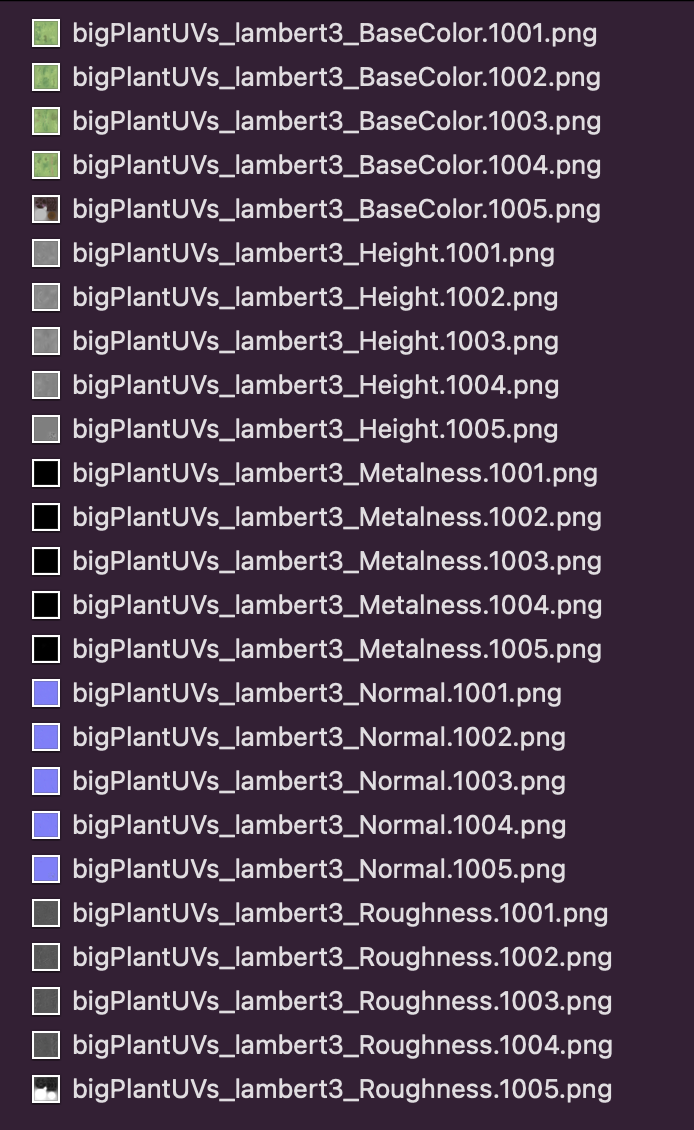 bigPlantUVs_lambert3_BaseColor.1001.png
bigPlantUVs_lambert3_BaseColor.1002.png
bigPlantUVs_lambert3_BaseColor.1003.png
bigPlantUVs_lambert3_BaseColor.1004.png
bigPlantUVs_lambert3_BaseColor.1005.png
bigPlantUVs_lambert3_Height.1001.png
bigPlantUVs_lambert3_Height.1002.png
bigPlantUVs_lambert3_Height.1003.png
bigPlantUVs_lambert3_Height.1004.png
bigPlantUVs_lambert3_Height.1005.png
bigPlantUVs_lambert3_Metalness.1001.png
bigPlantUVs_lambert3_Metalness.1002.png
bigPlantUVs_lambert3_Metalness.1003.png
bigPlantUVs_lambert3_Metalness.1004.png
bigPlantUVs_lambert3_Metalness.1005.png
bigPlantUVs_lambert3_Normal.1001.png
bigPlantUVs_lambert3_Normal.1002.png
bigPlantUVs_lambert3_Normal.1003.png
bigPlantUVs_lambert3_Normal.1004.png
bigPlantUVs_lambert3_Normal.1005.png
bigPlantUVs_lambert3_Roughness.1001.png
bigPlantUVs_lambert3_Roughness.1002.png
bigPlantUVs_lambert3_Roughness.1003.png
bigPlantUVs_lambert3_Roughness.1004.png
bigPlantUVs_lambert3_Roughness.1005.png